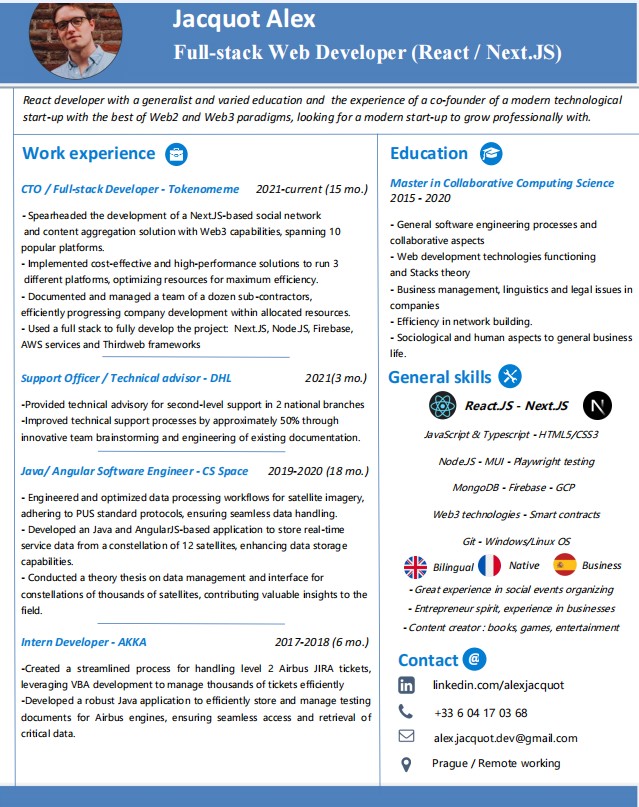 Jacquot Alex
Full-stack Web Developer (React / Next.JS)
React developer with a generalist and varied education and the experience of a co-founder of a modern technological
start-up with the best of Web2 and Web3 paradigms, looking for a modern start-up to grow professionally with.
Work experience
CTO / Full-stack Developer - Tokenomeme 2021-current (15 mo.)
- Spearheaded the development of a NextJS-based social network
and content aggregation solution with Web3 capabilities, spanning 10
popular platforms.
- Implemented cost-effective and high-performance solutions to run 3
different platforms, optimizing resources for maximum efficiency.
- Documented and managed a team of a dozen sub-contractors,
efficiently progressing company development within allocated resources.
- Used a full stack to fully develop the project: Next.JS, Node.JS, Firebase,
AWS services and Thirdweb frameworks
Support Officer / Technical advisor - DHL 2021(3 mo.)
-Provided technical advisory for second-level support in 2 national branches
-Improved technical support processes by approximately 50% through
innovative team brainstorming and engineering of existing documentation.
Java/ Angular Software Engineer - CS Space 2019-2020 (18 mo.)
- Engineered and optimized data processing workflows for satellite imagery,
adhering to PUS standard protocols, ensuring seamless data handling.
- Developed an Java and AngularJS-based application to store real-time
service data from a constellation of 12 satellites, enhancing data storage
capabilities.
- Conducted a theory thesis on data management and interface for
constellations of thousands of satellites, contributing valuable insights to the
field.
Intern Developer - AKKA 2017-2018 (6 mo.)
-Created a streamlined process for handling level 2 Airbus JIRA tickets,
leveraging VBA development to manage thousands of tickets efficiently
-Developed a robust Java application to efficiently store and manage testing
documents for Airbus engines, ensuring seamless access and retrieval of
critical data.
Education
Master in Collaborative Computing Science
2015 - 2020
- General software engineering processes and
collaborative aspects
- Web development technologies functioning
and Stacks theory
- Business management, linguistics and legal issues in
companies
- Efficiency in network building.
- Sociological and human aspects to general business
life.
General skills
React.JS - Next.JS N
JavaScript & Typescript - HTML5/CSS3
NodeJS - MUI - Playwright testing
MongoDB - Firebase - GCP
Web3 technologies - Smart contracts
Git - Windows/Linux OS
Bilingual Native Business
- Great experience in social events organizing
- Entrepreneur spirit, experience in businesses
- Content creator : books, games, entertainment
Contact @
in linkedin.com/alexjacquot
+33 6 04 17 03 68
alex.jacquot.dev@gmail.com
Prague / Remote working